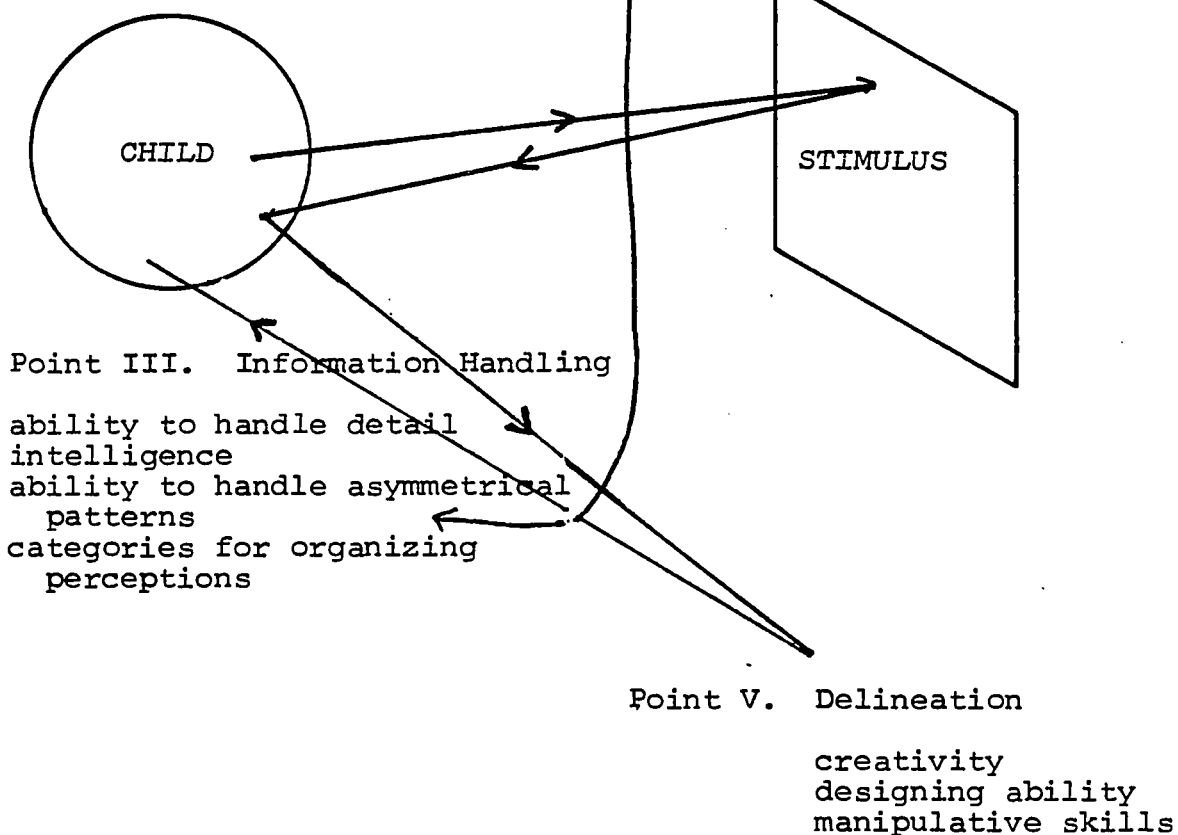 CHILD
STIMULUS
Point III. Information Handling
ability to handle detail
intelligence
ability to handle asymmetrical
patterns
categories for organizing
perceptions
Point V. Delineation
creativity
designing ability
manipulative skills